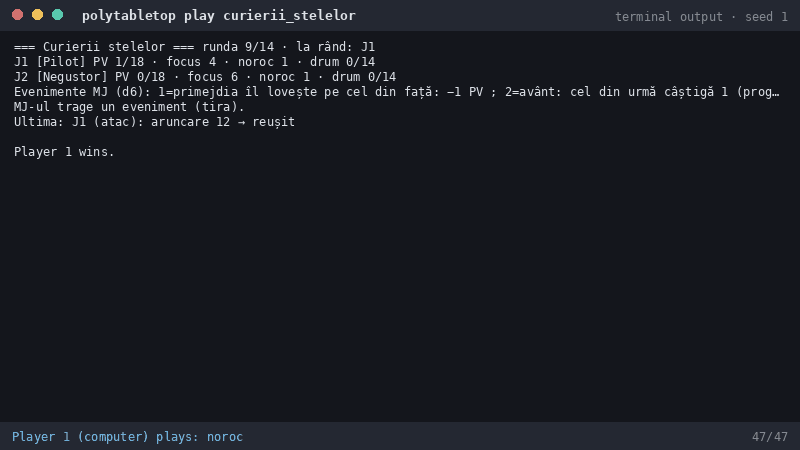 polytabletop play curierii_stelelor
terminal output · seed 1
=== Curierii stelelor === runda 9/14 · la rând: J1
J1 [Pilot] PV 1/18 · focus 4 · noroc 1 · drum 0/14
J2 [Negustor] PV 0/18 · focus 6 · noroc 1 · drum 0/14
Evenimente MJ (d6): 1=primejdia îl lovește pe cel din față: −1 PV ; 2=avânt: cel din urmă câștigă 1 (prog…
MJ-ul trage un eveniment (tira).
Ultima: J1 (atac): aruncare 12 → reușit
Player 1 wins.
Player 1 (computer) plays: noroc
47/47